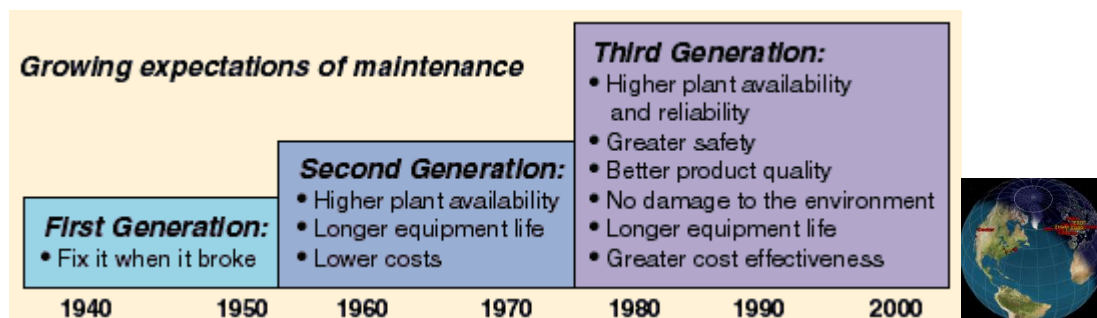 Growing expectations of maintenance
First Generation:
• Fix it when it broke
Second Generation:
• Higher plant availability
• Longer equipment life
• Lower costs
Third Generation:
• Higher plant availability
and reliability
• Greater safety
• Better product quality
• No damage to the environment
• Longer equipment life
• Greater cost effectiveness
1940 1950 1960 1970 1980 1990 2000